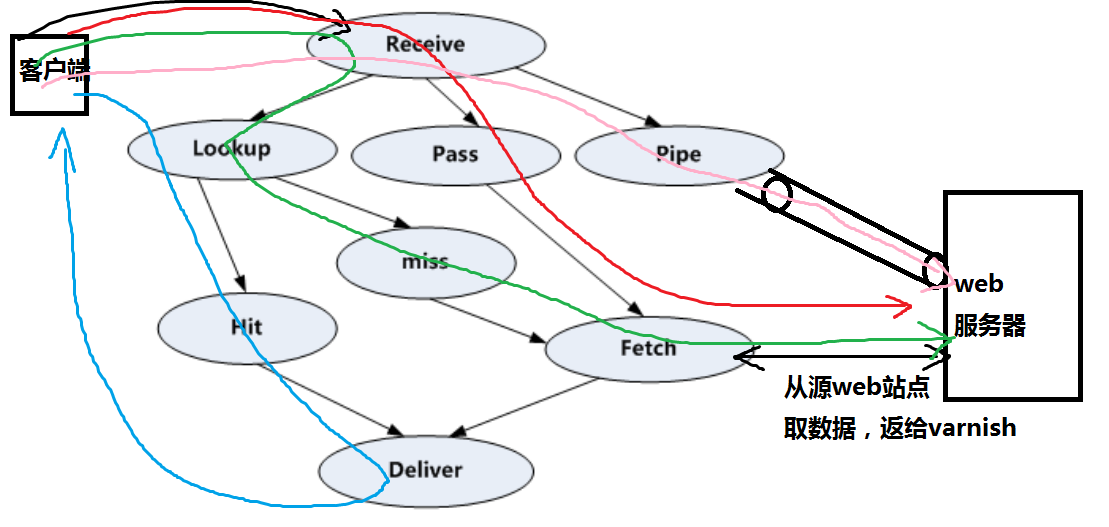 Receive
客户端
Lookup
Pass
Pipe
miss
web
服务器
Hit
Fetch
从源web站点
取数据，返给varnish
Deliver